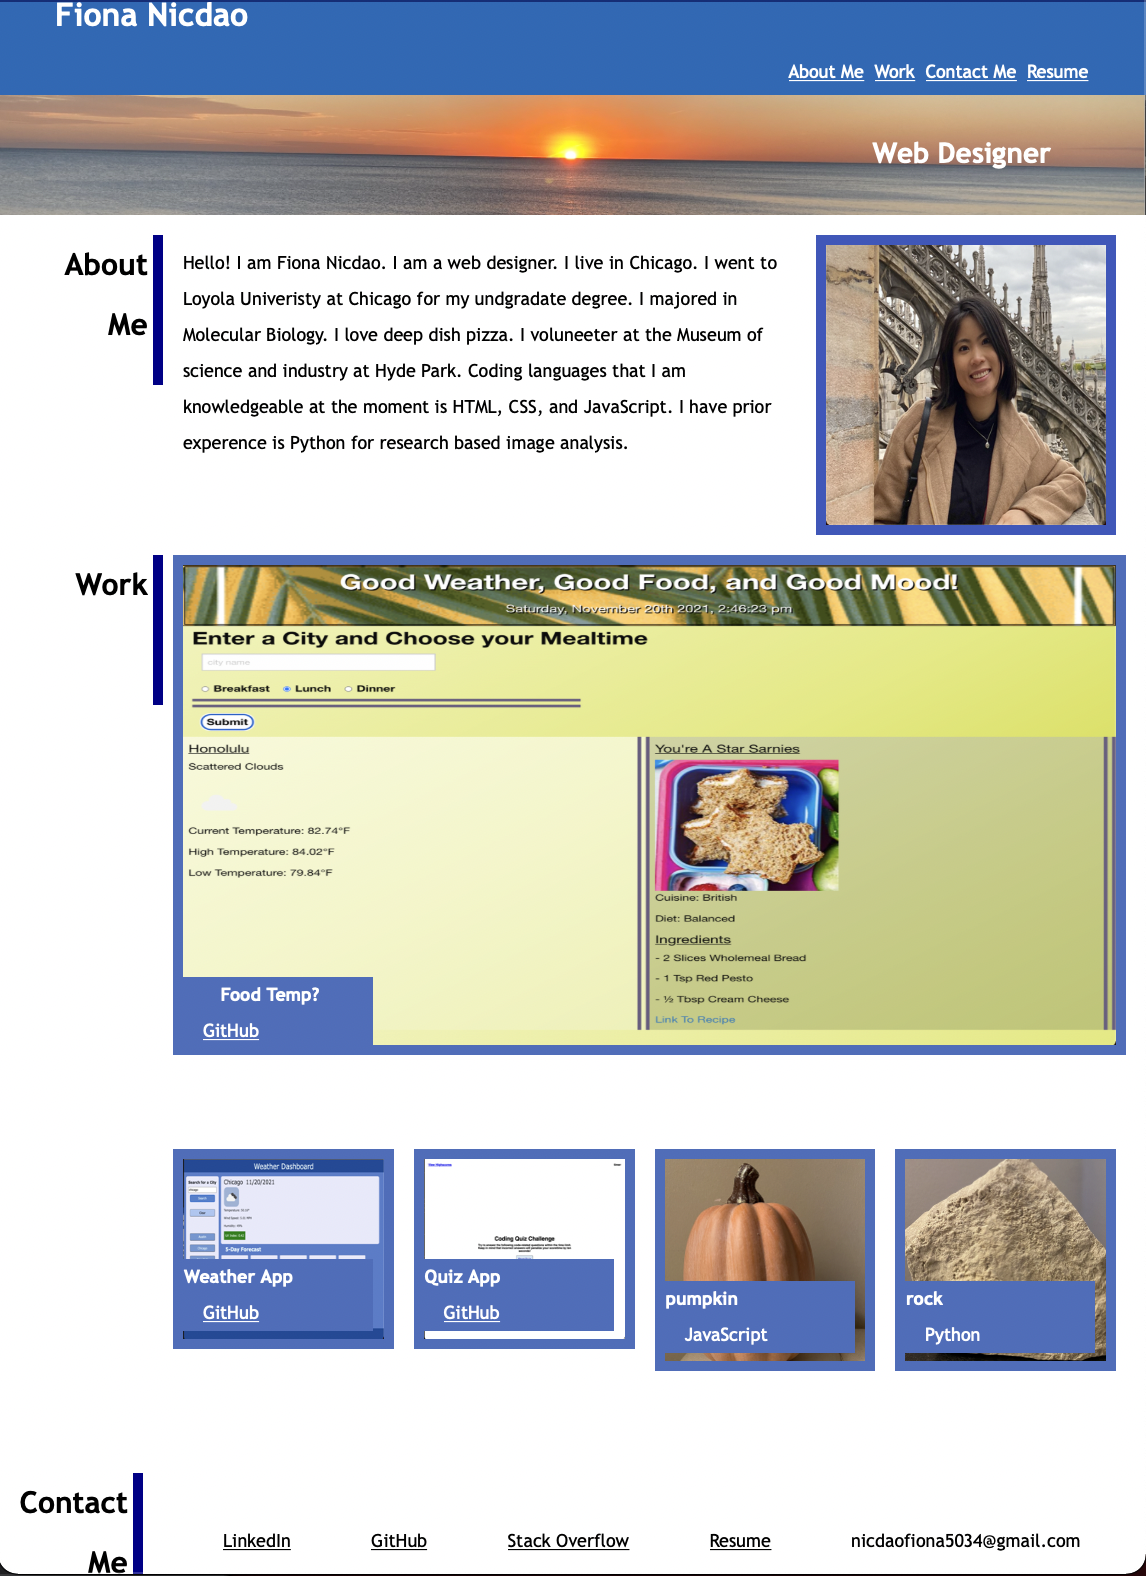 Fiona Nicdao
About Me Work Contact Me Resume
Web Designer
About
Me
Hello! I am Fiona Nicdao. I am a web designer. I live in Chicago. I went to
Loyola Univeristy at Chicago for my undgradate degree. I majored in
Molecular Biology. I love deep dish pizza. I voluneeter at the Museum of
science and industry at Hyde Park. Coding languages that I am
knowledgeable at the moment is HTML, CSS, and JavaScript. I have prior
experence is Python for research based image analysis.
Work
Good Weather, Good Food, and Good Mood!
Saturday, November 20th 2021, 2:46:23 pm
Enter a City and Choose your Mealtime
city name
Breakfast Lunch Dinner
Submit
Honolulu
Scattered Clouds
Current Temperature: 82.74°F
High Temperature: 84.02°F
Low Temperature: 79.84°F
You're A Star Sarnies
Cuisine: British
Diet: Balanced
Ingredients
- 2 Slices Wholemeal Bread
- 1 Tsp Red Pesto
- ½ Tbsp Cream Cheese
Link To Recipe
Food Temp?
GitHub
Weather Dashboard
Search for a City
Chicago 11/20/2021
5-Day Forecast
Weather App
GitHub
Coding Quiz Challenge
Quiz App
GitHub
pumpkin
JavaScript
rock
Python
Contact
Me
LinkedIn GitHub Stack Overflow Resume nicdaofiona5034@gmail.com